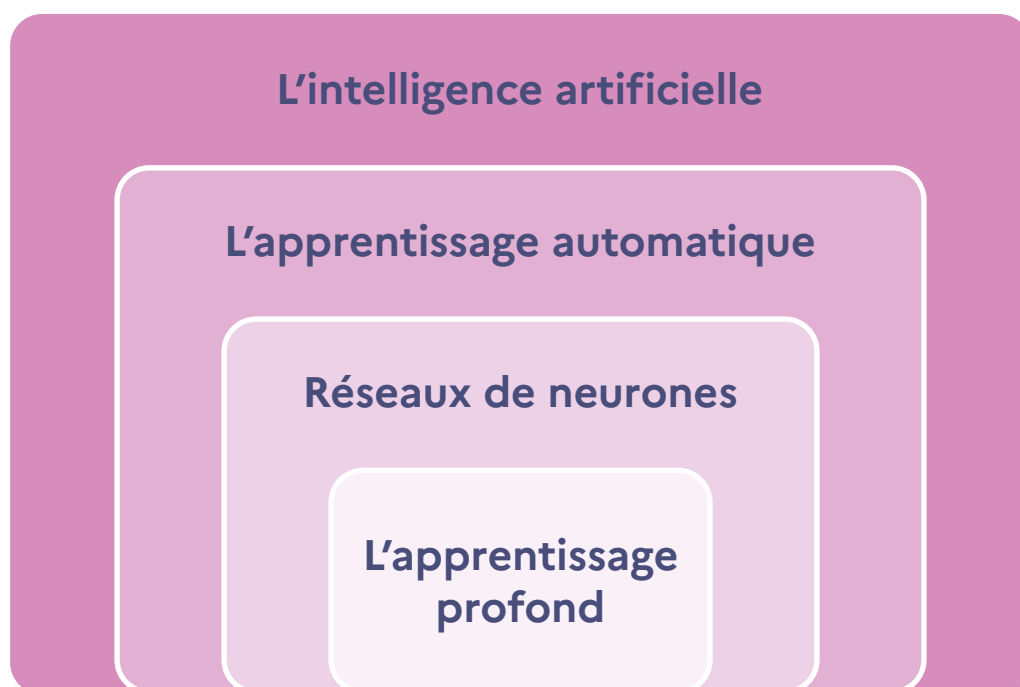 L’intelligence artificielle
L’apprentissage automatique
Réseaux de neurones
L’apprentissage
profond